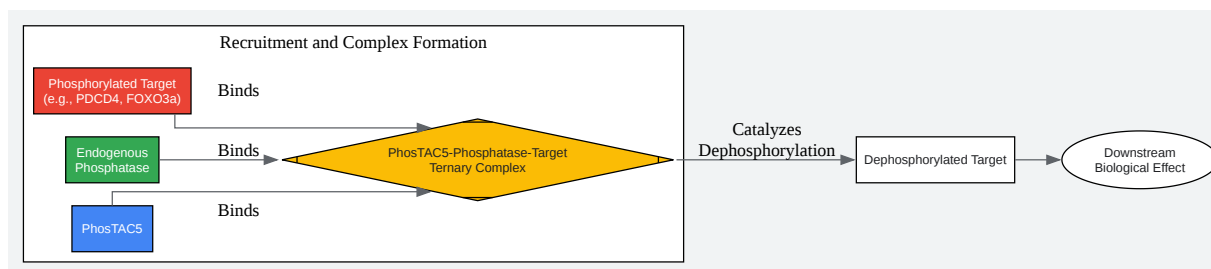 Recruitment and Complex Formation
Phosphorylated Target
(e.g., PDCD4, FOXO3a)
Binds
Endogenous
Phosphatase
Binds
PhosTAC5
Binds
PhosTAC5-Phosphatase-Target
Ternary Complex
Catalyzes
Dephosphorylation
Dephosphorylated Target
Downstream
Biological Effect